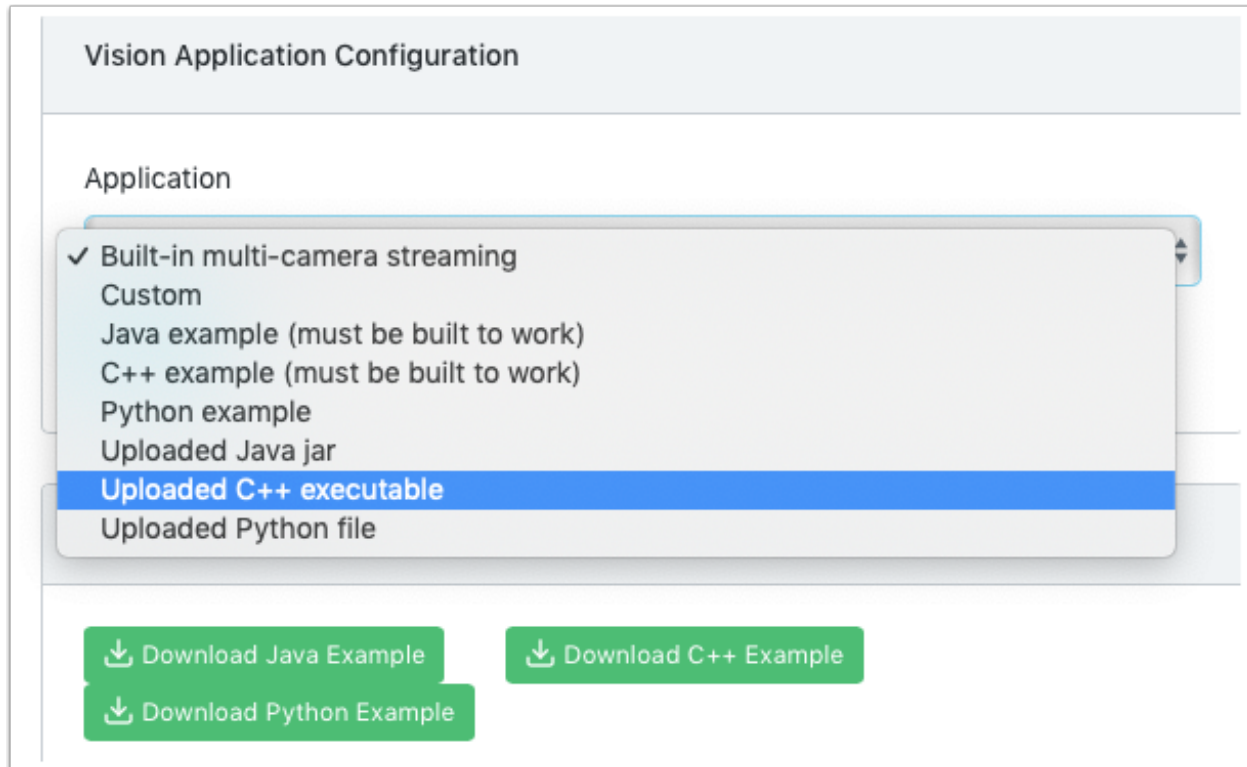 Vision Application Configuration
Application
✓ Built-in multi-camera streaming
Custom
Java example (must be built to work)
C++ example (must be built to work)
Python example
Uploaded Java jar
Uploaded C++ executable
Uploaded Python file
Download Java Example
Download C++ Example
Download Python Example